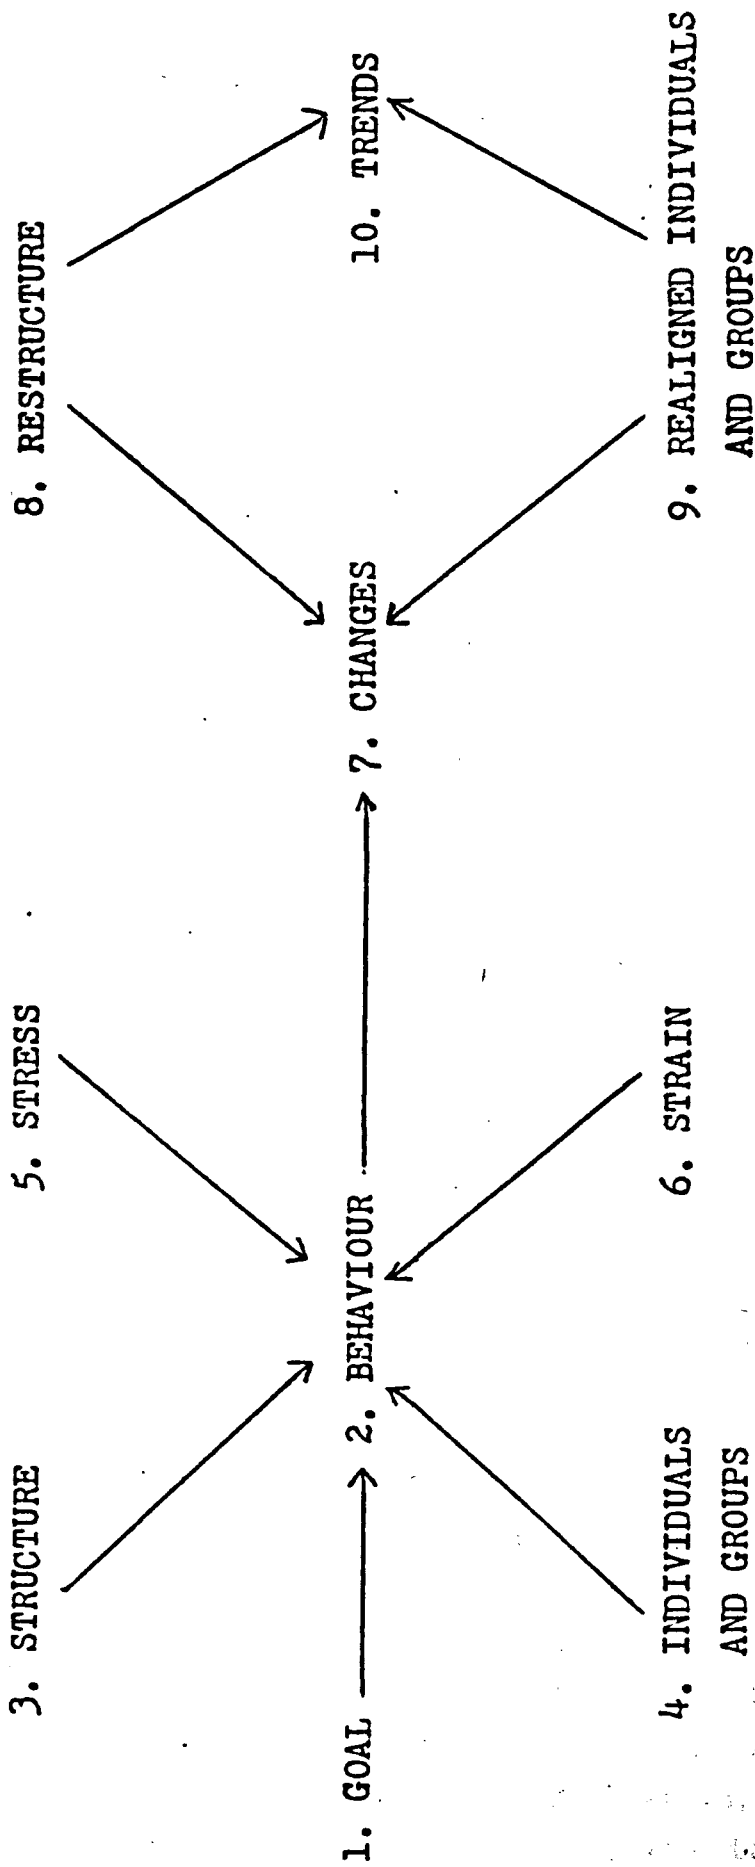 3. STRUCTURE
5. STRESS
8. RESTRUCTURE
1. GOAL
2. BEHAVIOUR
7. CHANGES
10. TRENDS
4. INDIVIDUALS
AND GROUPS
6. STRAIN
9. REALIGNED INDIVIDUALS
AND GROUPS